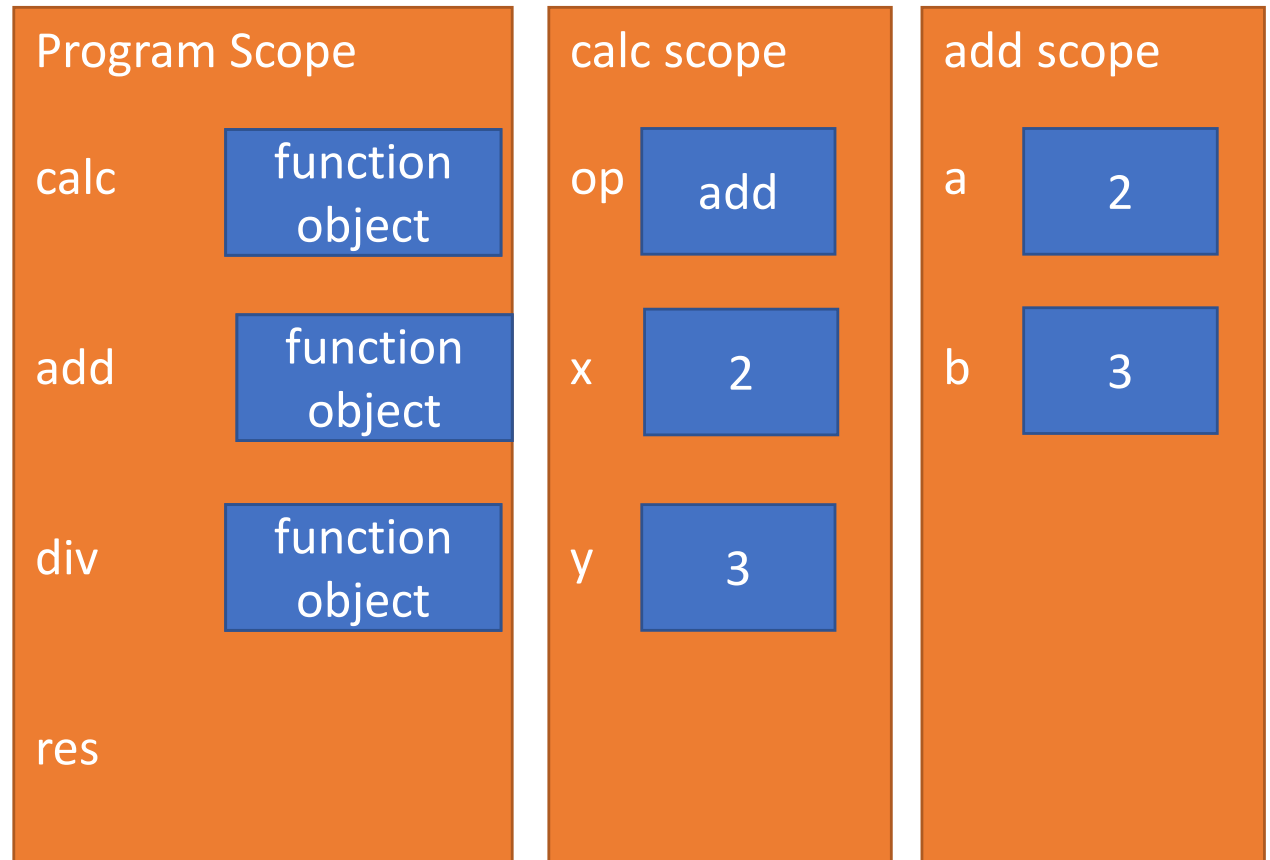 Program Scope
calc
function
object
add
function
object
div
function
object
res
calc scope
op
add
x
2
y
3
add scope
a
2
b
3